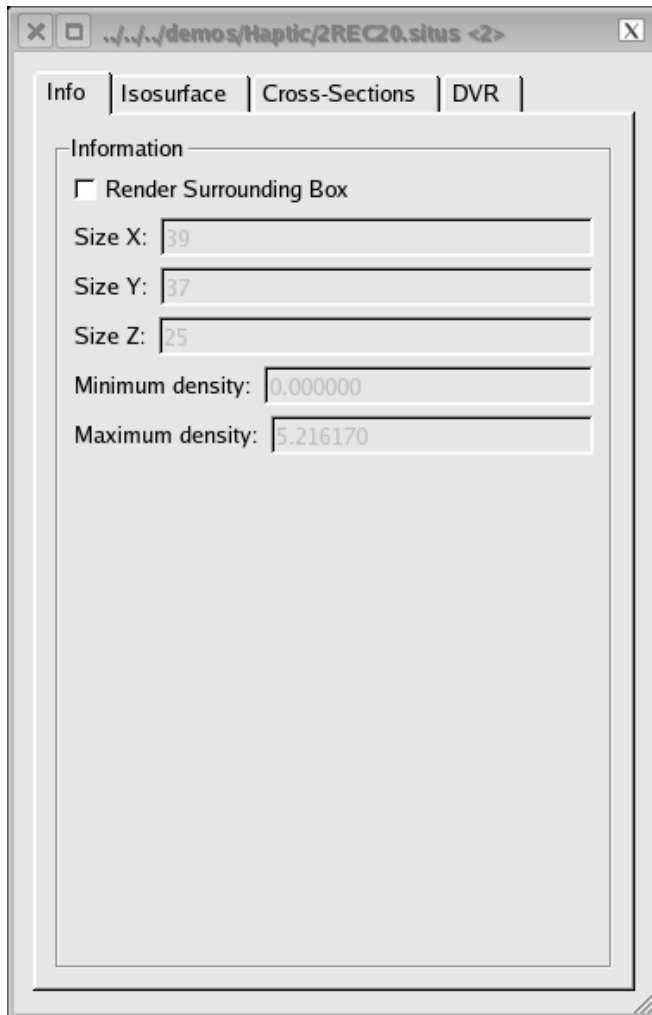 ../../../demos/Haptic/2REC20.situs <2>
Info Isosurface Cross-Sections DVR
Information
Render Surrounding Box
Size X: 39
Size Y: 37
Size Z: 25
Minimum density: 0.000000
Maximum density: 5.216170